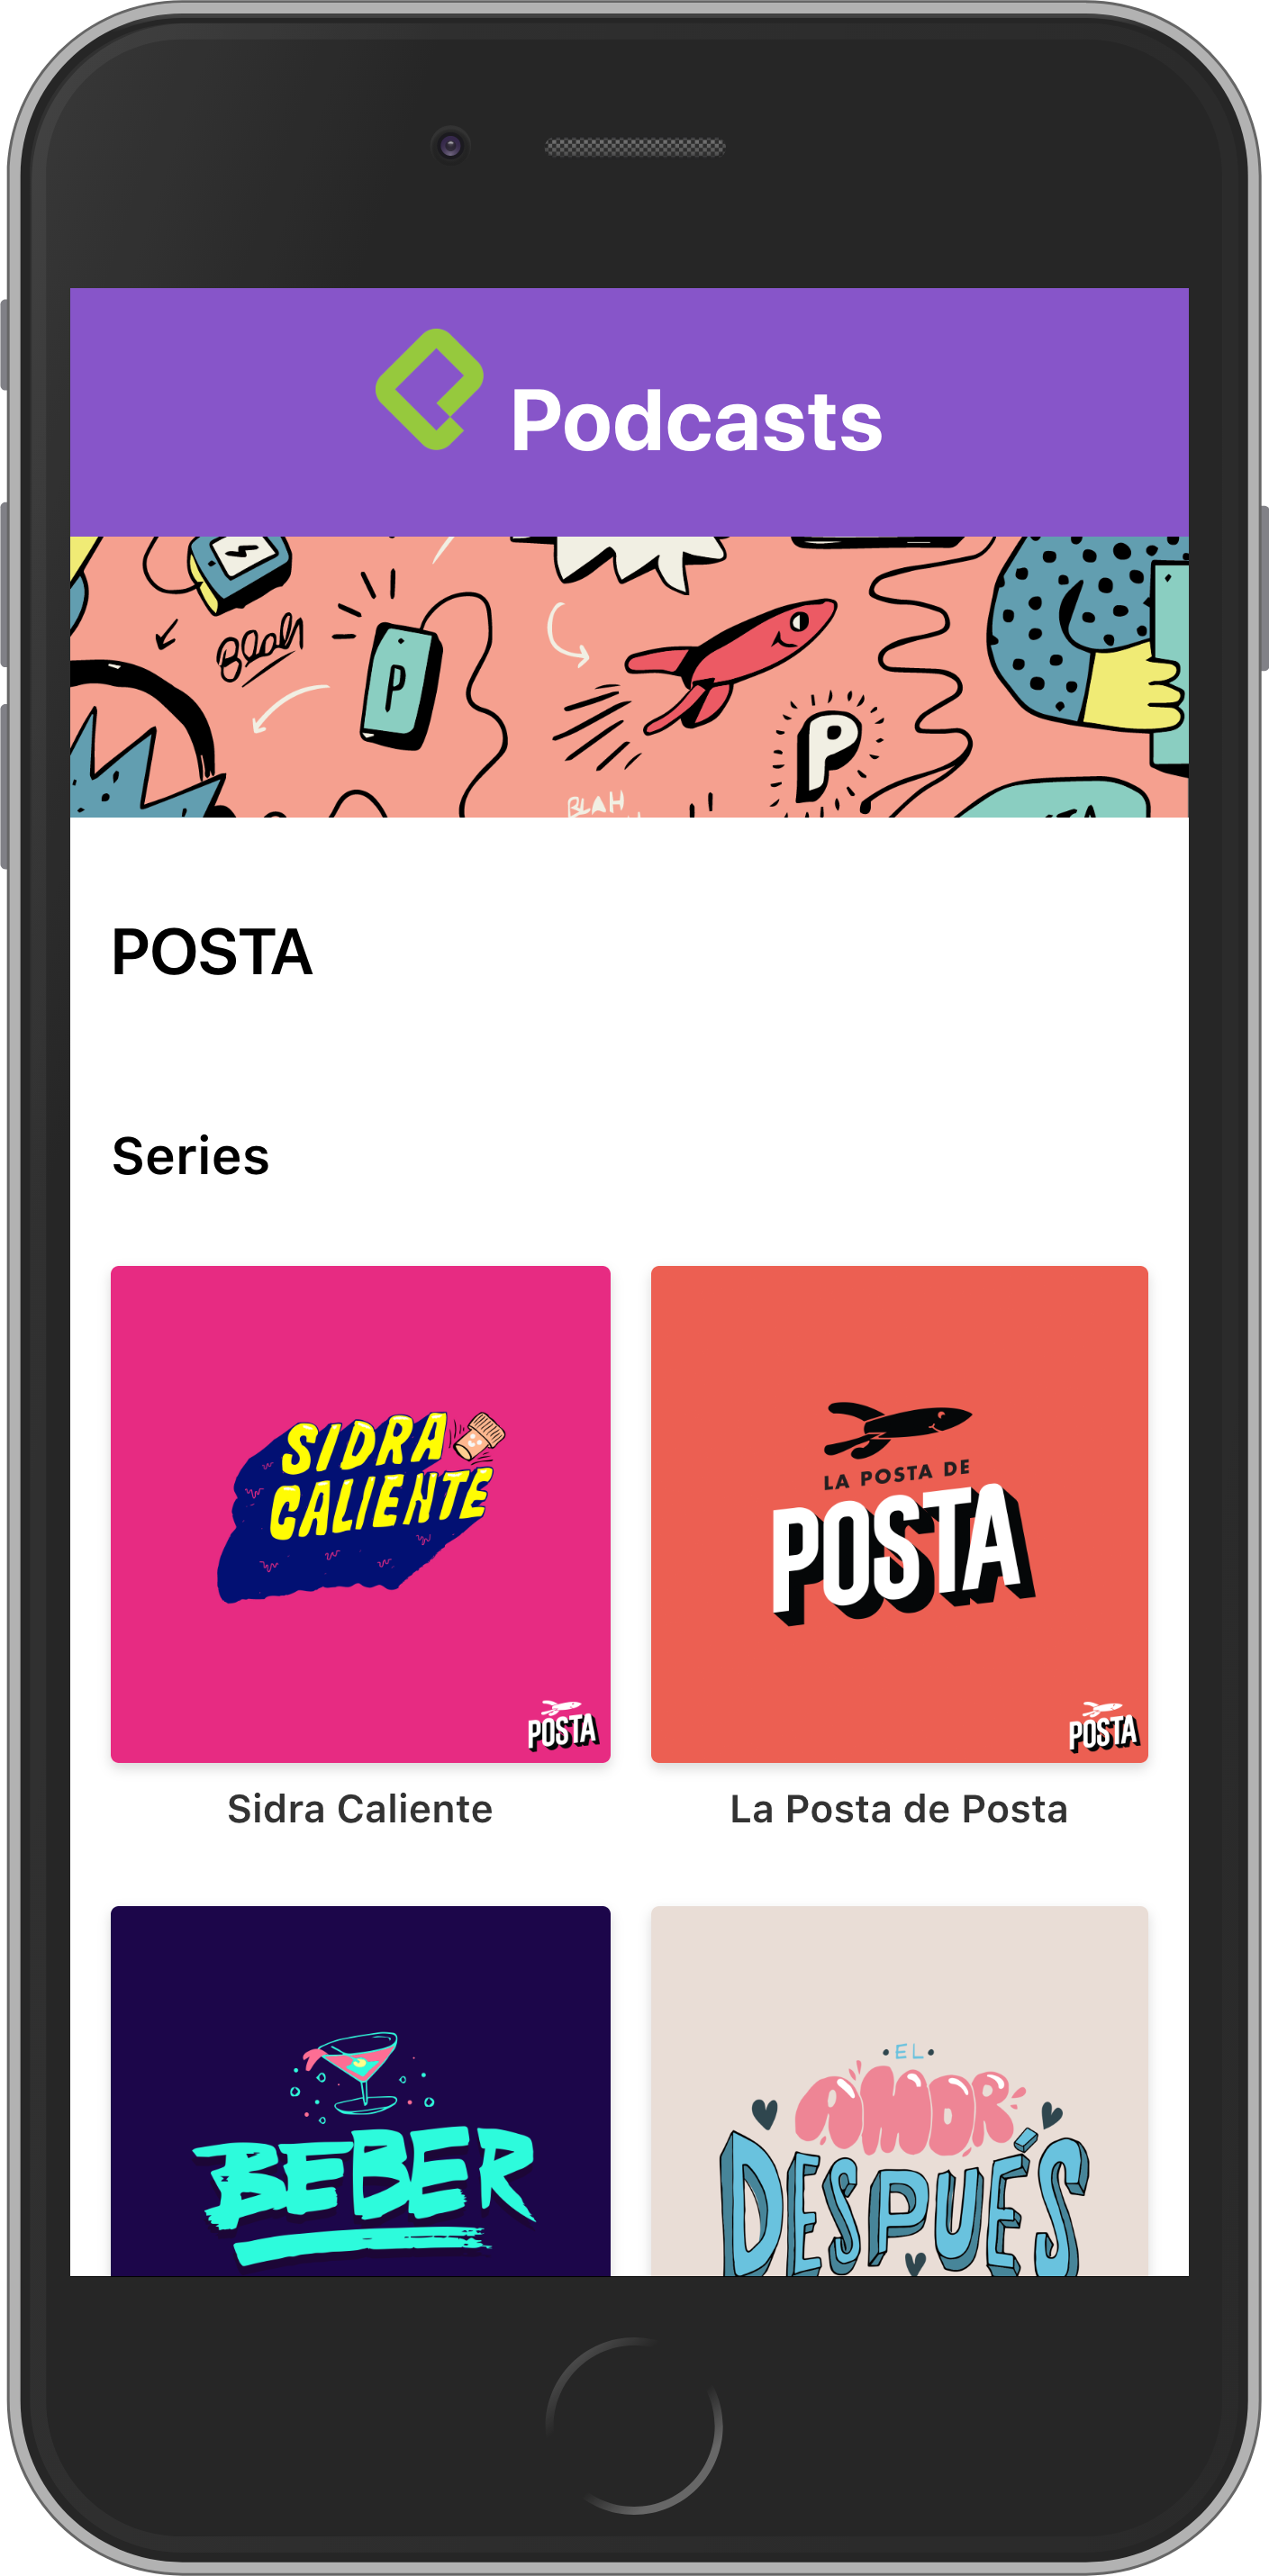 Podcasts
Blah
P
P
BLAH
POSTA
Series
SIDRA
CALIENTE
POSTA
LA POSTA DE
POSTA
POSTA
Sidra Caliente
La Posta de Posta
BEBER
EL
AMOR
DESPUÉS